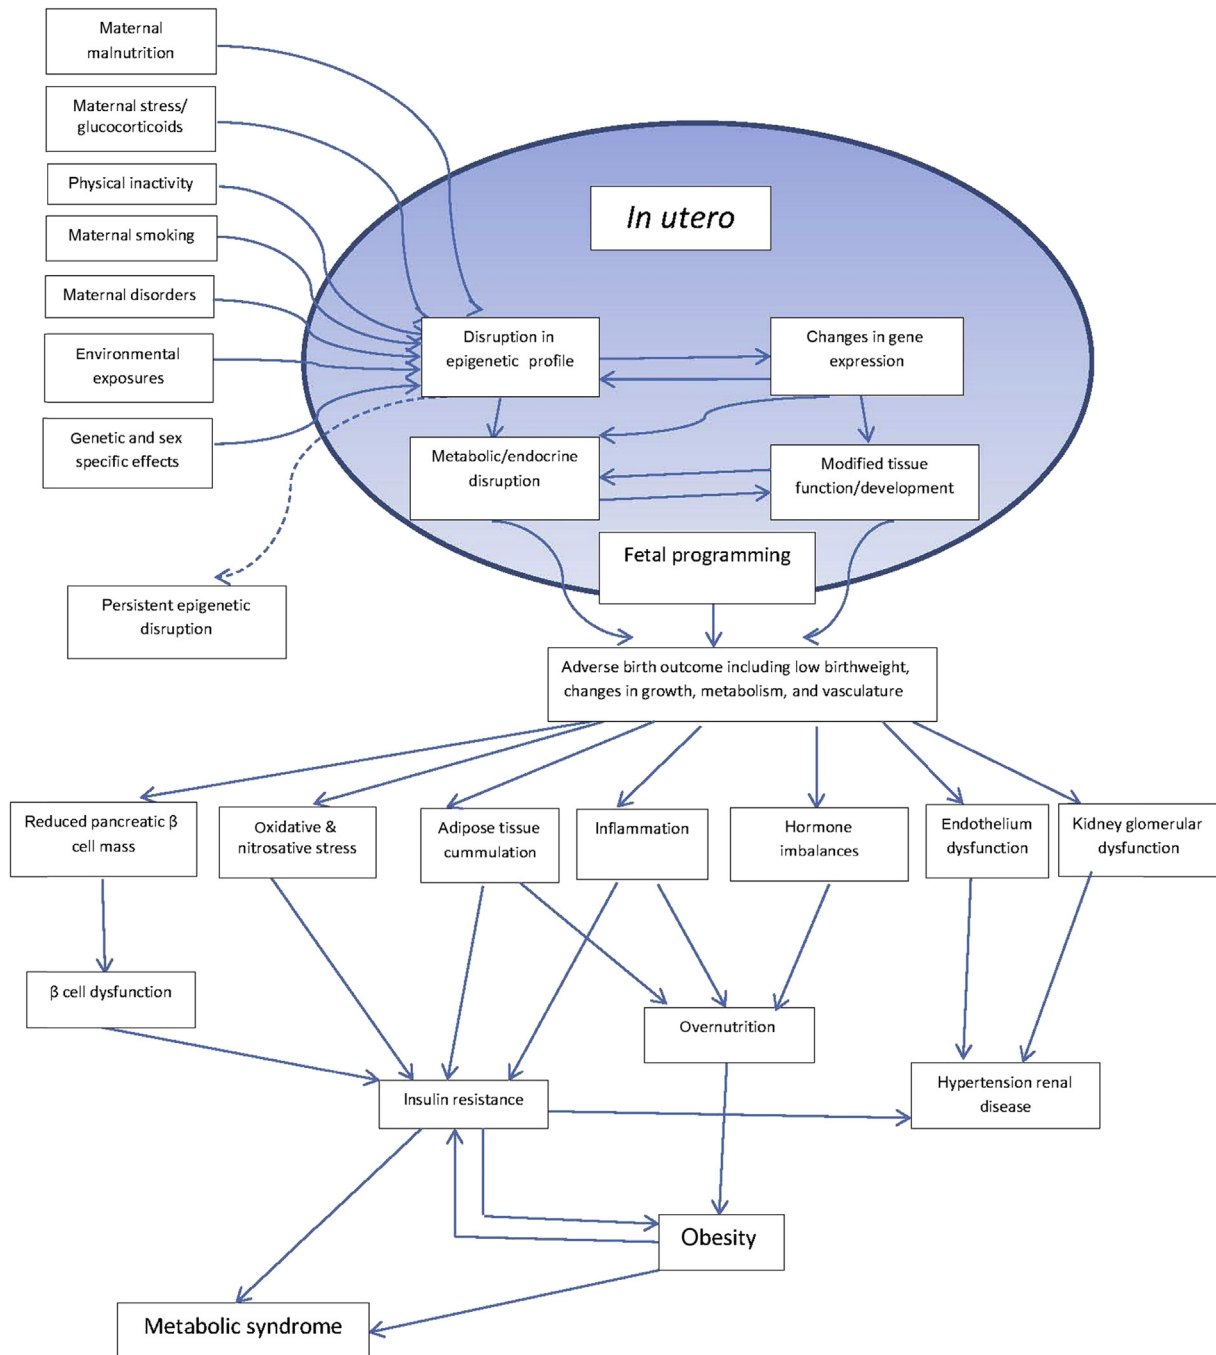 Maternal
malnutrition
Maternal stress/
glucocorticoids
Physical inactivity
Maternal smoking
Maternal disorders
Environmental
exposures
Genetic and sex
specific effects
In utero
Disruption in
epigenetic profile
Changes in gene
expression
Metabolic/endocrine
disruption
Modified tissue
function/development
Fetal programming
Persistent epigenetic
disruption
Adverse birth outcome including low birthweight,
changes in growth, metabolism, and vasculature
Reduced pancreatic β
cell mass
Oxidative &
nitrosative stress
Adipose tissue
cummulation
Inflammation
Hormone
imbalances
Endothelium
dysfunction
Kidney glomerular
dysfunction
β cell dysfunction
Overnutrition
Insulin resistance
Hypertension renal
disease
Obesity
Metabolic syndrome